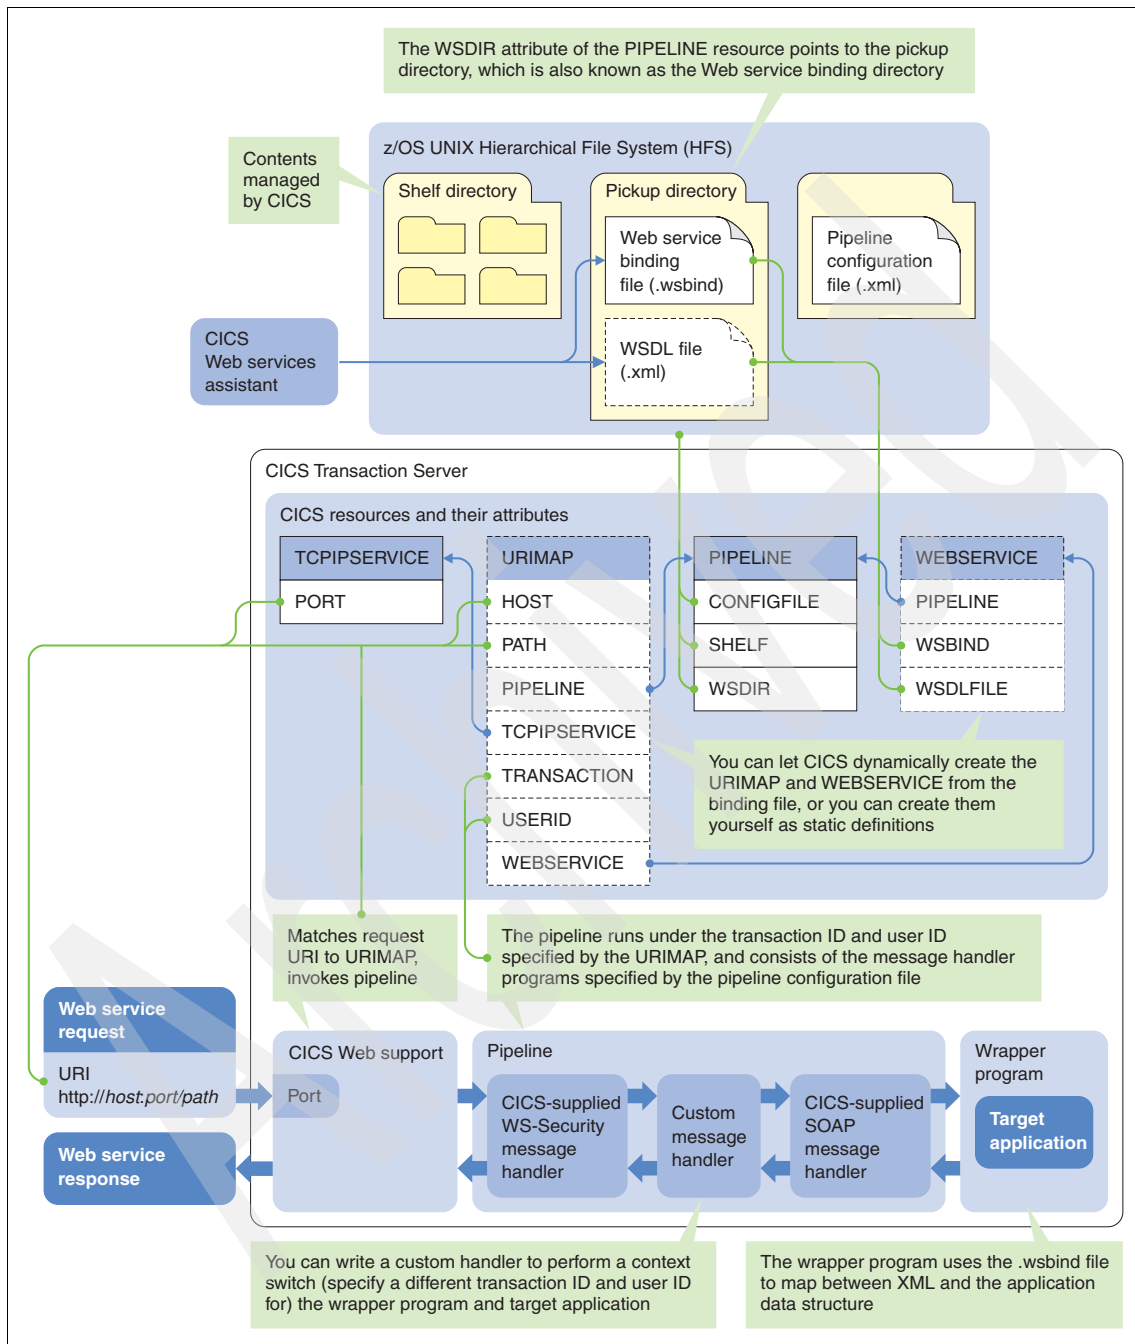 The WSDIR attribute of the PIPELINE resource points to the pickup
directory, which is also known as the Web service binding directory
z/OS UNIX Hierarchical File System (HFS)
Contents
managed
by CICS
Shelf directory
Pickup directory
Web service
binding
file (.wsbind)
Pipeline
configuration
file (.xml)
CICS
Web services
assistant
WSDL file
(.xml)
CICS Transaction Server
CICS resources and their attributes
TCPIPSERVICE
PORT
URIMAP
HOST
PATH
PIPELINE
TCPIPSERVICE
TRANSACTION
USERID
WEBSERVICE
PIPELINE
CONFIGFILE
SHELF
WSDIR
WEBSERVICE
PIPELINE
WSBIND
WSDLFILE
You can let CICS dynamically create the
URIMAP and WEBSERVICE from the
binding file, or you can create them
yourself as static definitions
Matches request
URI to URIMAP,
invokes pipeline
The pipeline runs under the transaction ID and user ID
specified by the URIMAP, and consists of the message handler
programs specified by the pipeline configuration file
Web service
request
URI
http://host:port/path
Web service
response
CICS Web support
Port
Pipeline
CICS-supplied
WS-Security
message
handler
Custom
message
handler
CICS-supplied
SOAP
message
handler
Wrapper
program
Target
application
You can write a custom handler to perform a context
switch (specify a different transaction ID and user ID
for) the wrapper program and target application
The wrapper program uses the .wsbind file
to map between XML and the application
data structure
Archived